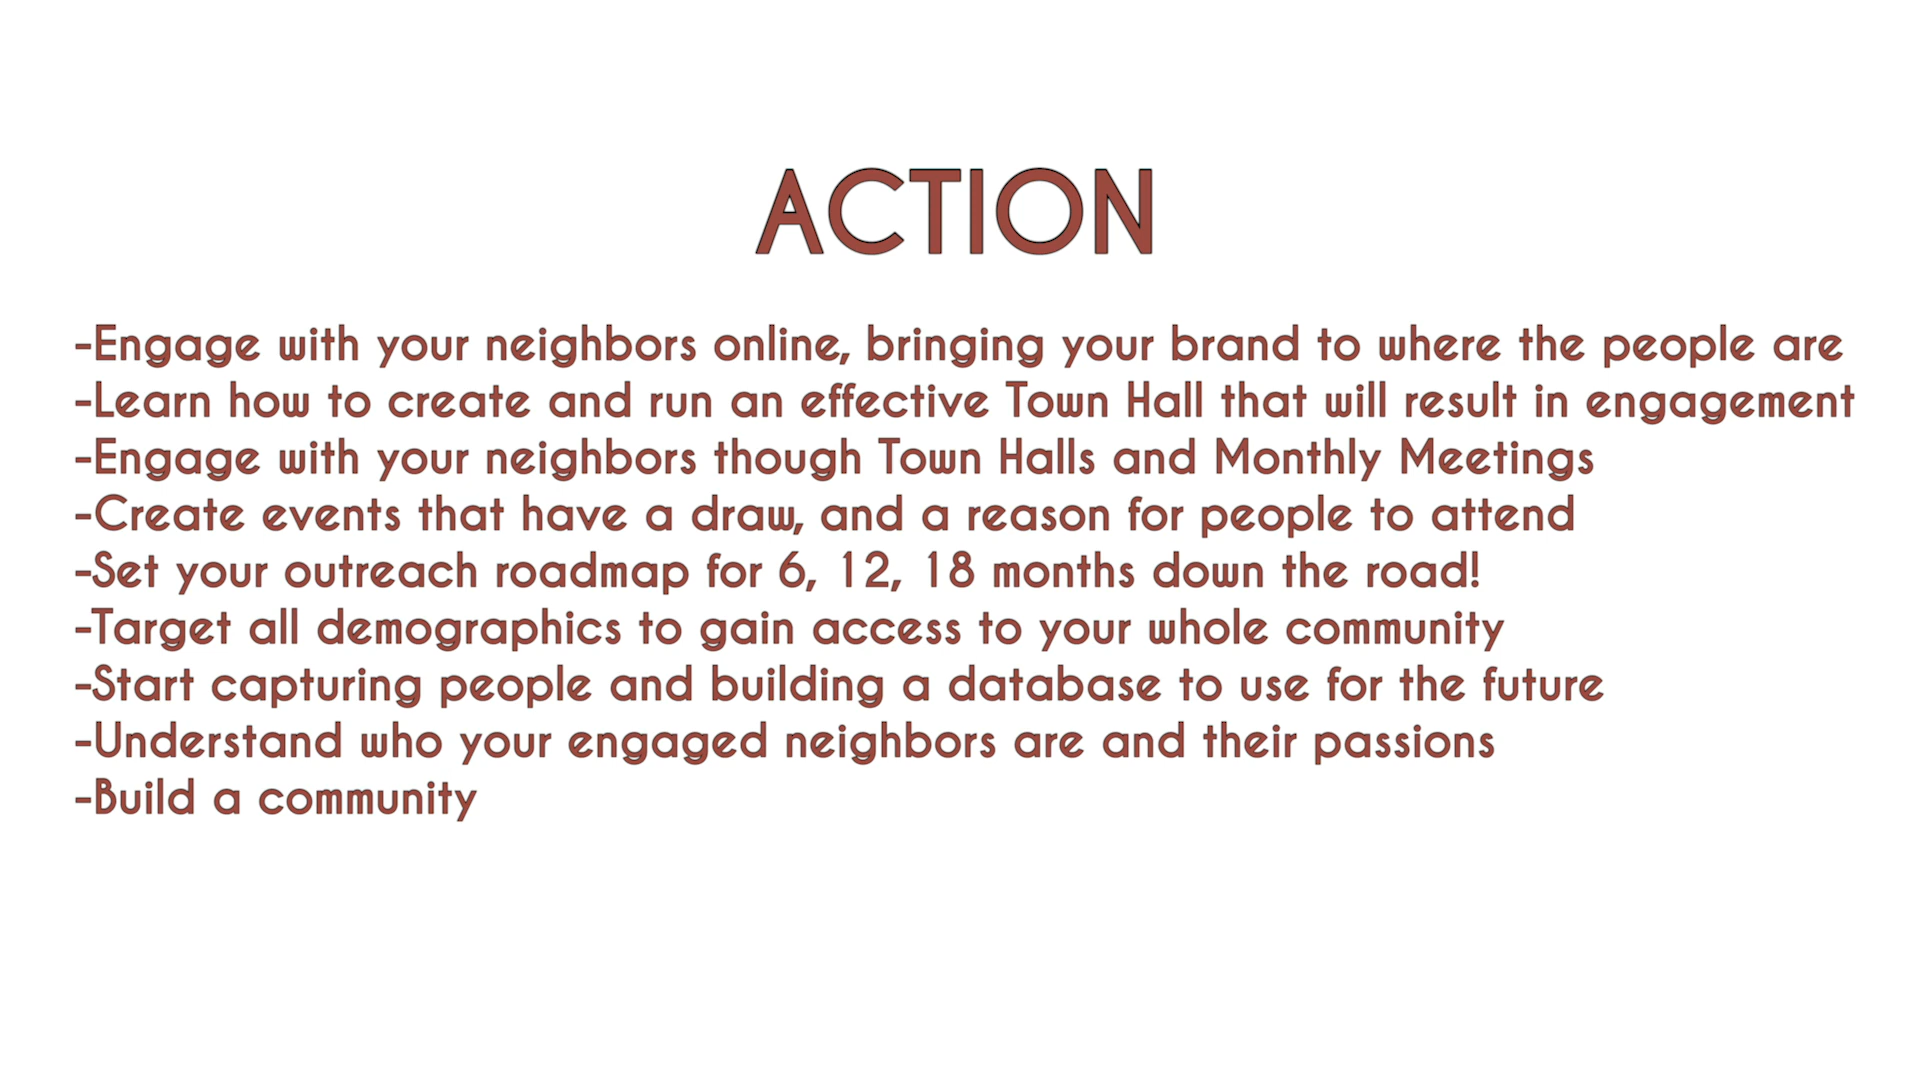 ACTION
-Engage with your neighbors online, bringing your brand to where the people are
-Learn how to create and run an effective Town Hall that will result in engagement
-Engage with your neighbors though Town Halls and Monthly Meetings
-Create events that have a draw, and a reason for people to attend
-Set your outreach roadmap for 6, 12, 18 months down the road!
-Target all demographics to gain access to your whole community
-Start capturing people and building a database to use for the future
-Understand who your engaged neighbors are and their passions
-Build a community